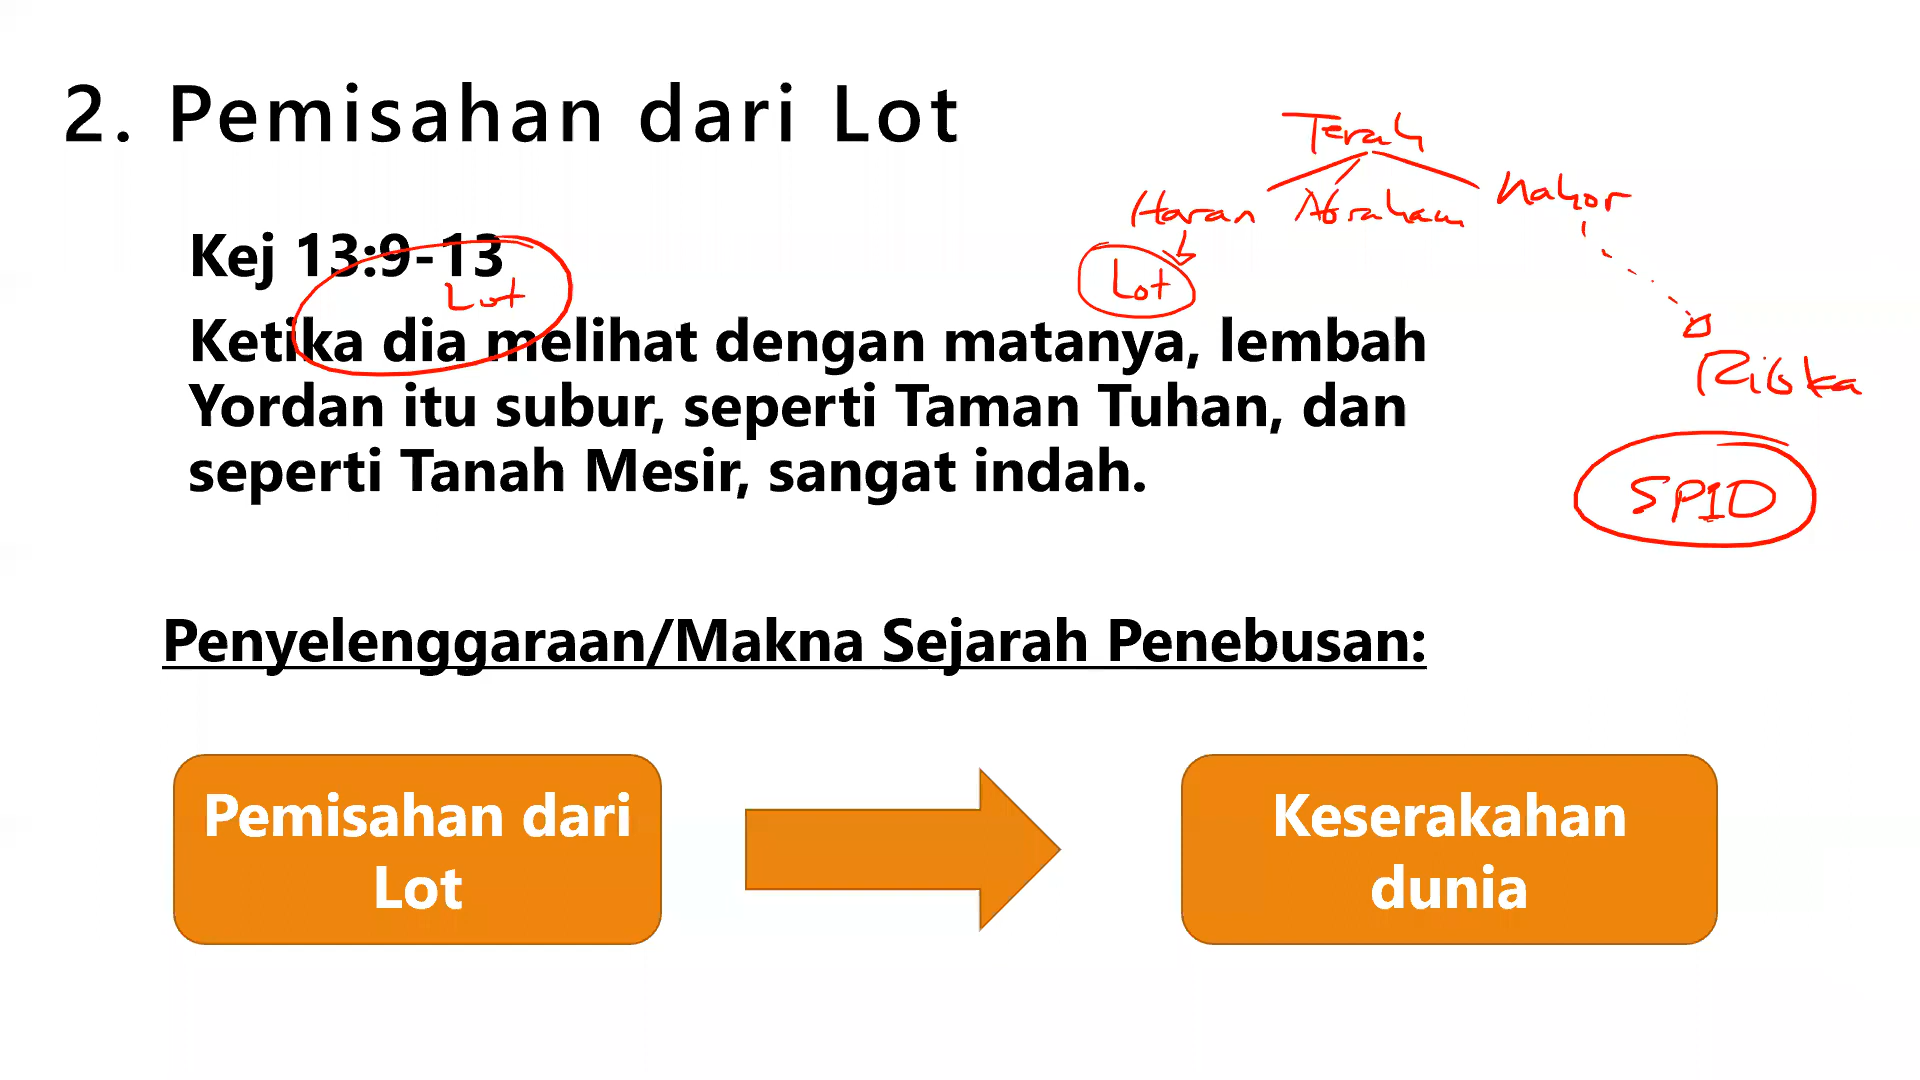 2. Pemisahan dari Lot
Terah
Haran Abraham Nahor
Lot
Ribka
SPID
Kej 13:9-13
Lot
Ketika dia melihat dengan matanya, lembah
Yordan itu subur, seperti Taman Tuhan, dan
seperti Tanah Mesir, sangat indah.
Penyelenggaraan/Makna Sejarah Penebusan:
Pemisahan dari
Lot
Keserakahan
dunia